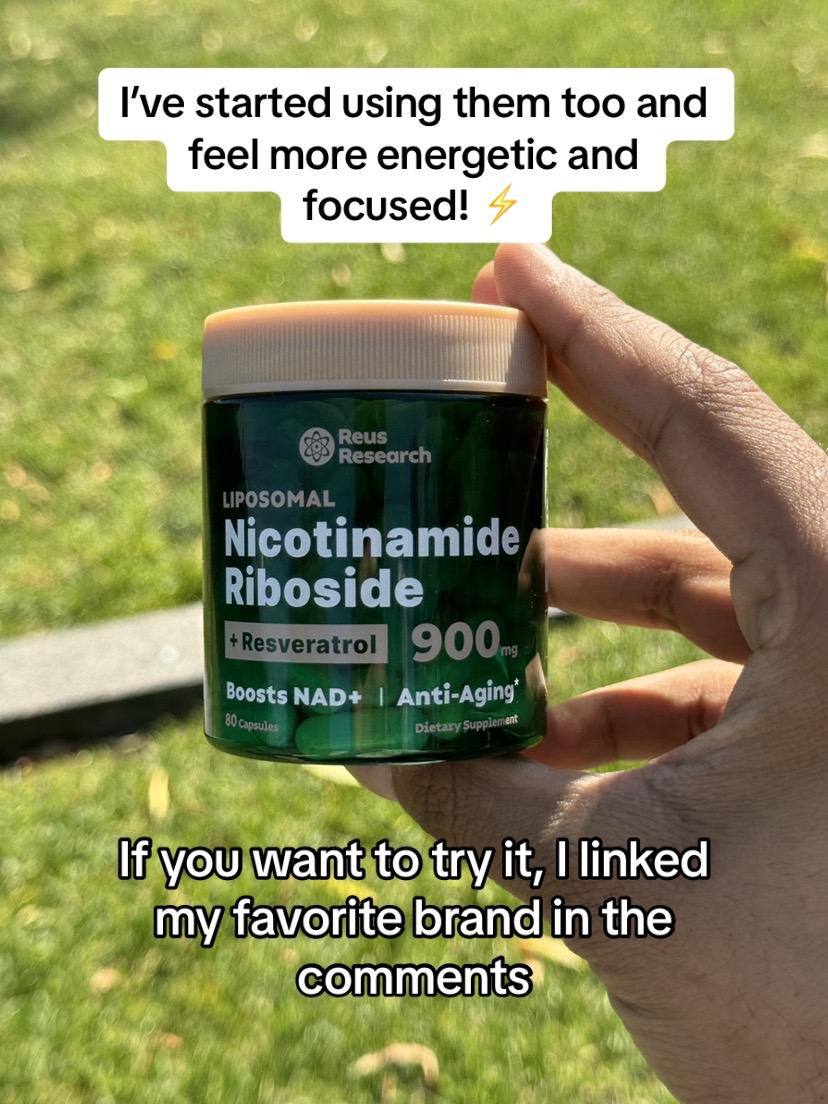 I've started using them too and
feel more energetic and
focused! ⚡
Reus
Research
LIPOSOMAL
Nicotinamide
Riboside
+ Resveratrol 900mg
Boosts NAD+ | Anti-Aging*
80 Capsules Dietary Supplement
If you want to try it, I linked
my favorite brand in the
comments